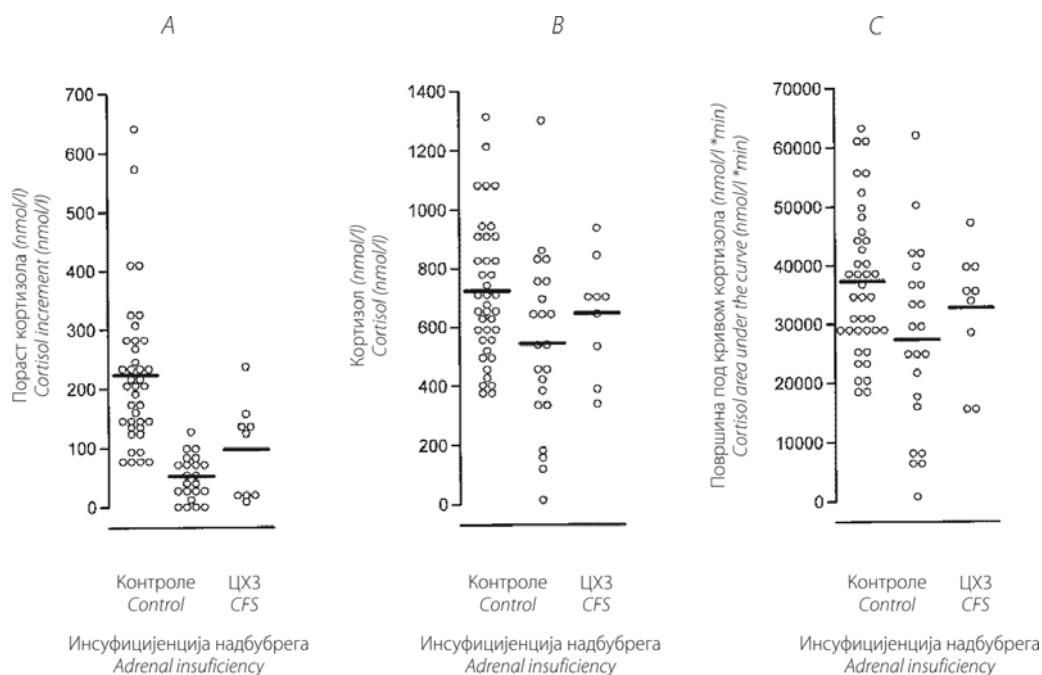 A
Пораст кортизола (nmol/l)
Cortisol increment (nmol/l)
700
600
500
400
300
200
100
0
Контроле
Control
ЦХЗ
CFS
Инсуфицијенција надбубрега
Adrenal insuficiency
B
Кортизол (nmol/l)
Cortisol (nmol/l)
1400
1200
1000
800
600
400
200
0
Контроле
Control
ЦХЗ
CFS
Инсуфицијенција надбубрега
Adrenal insuficiency
C
Површина под кривом кортизола (nmol/l *min)
Cortisol area under the curve (nmol/l *min)
70000
60000
50000
40000
30000
20000
10000
0
Контроле
Control
ЦХЗ
CFS
Инсуфицијенција надбубрега
Adrenal insuficiency